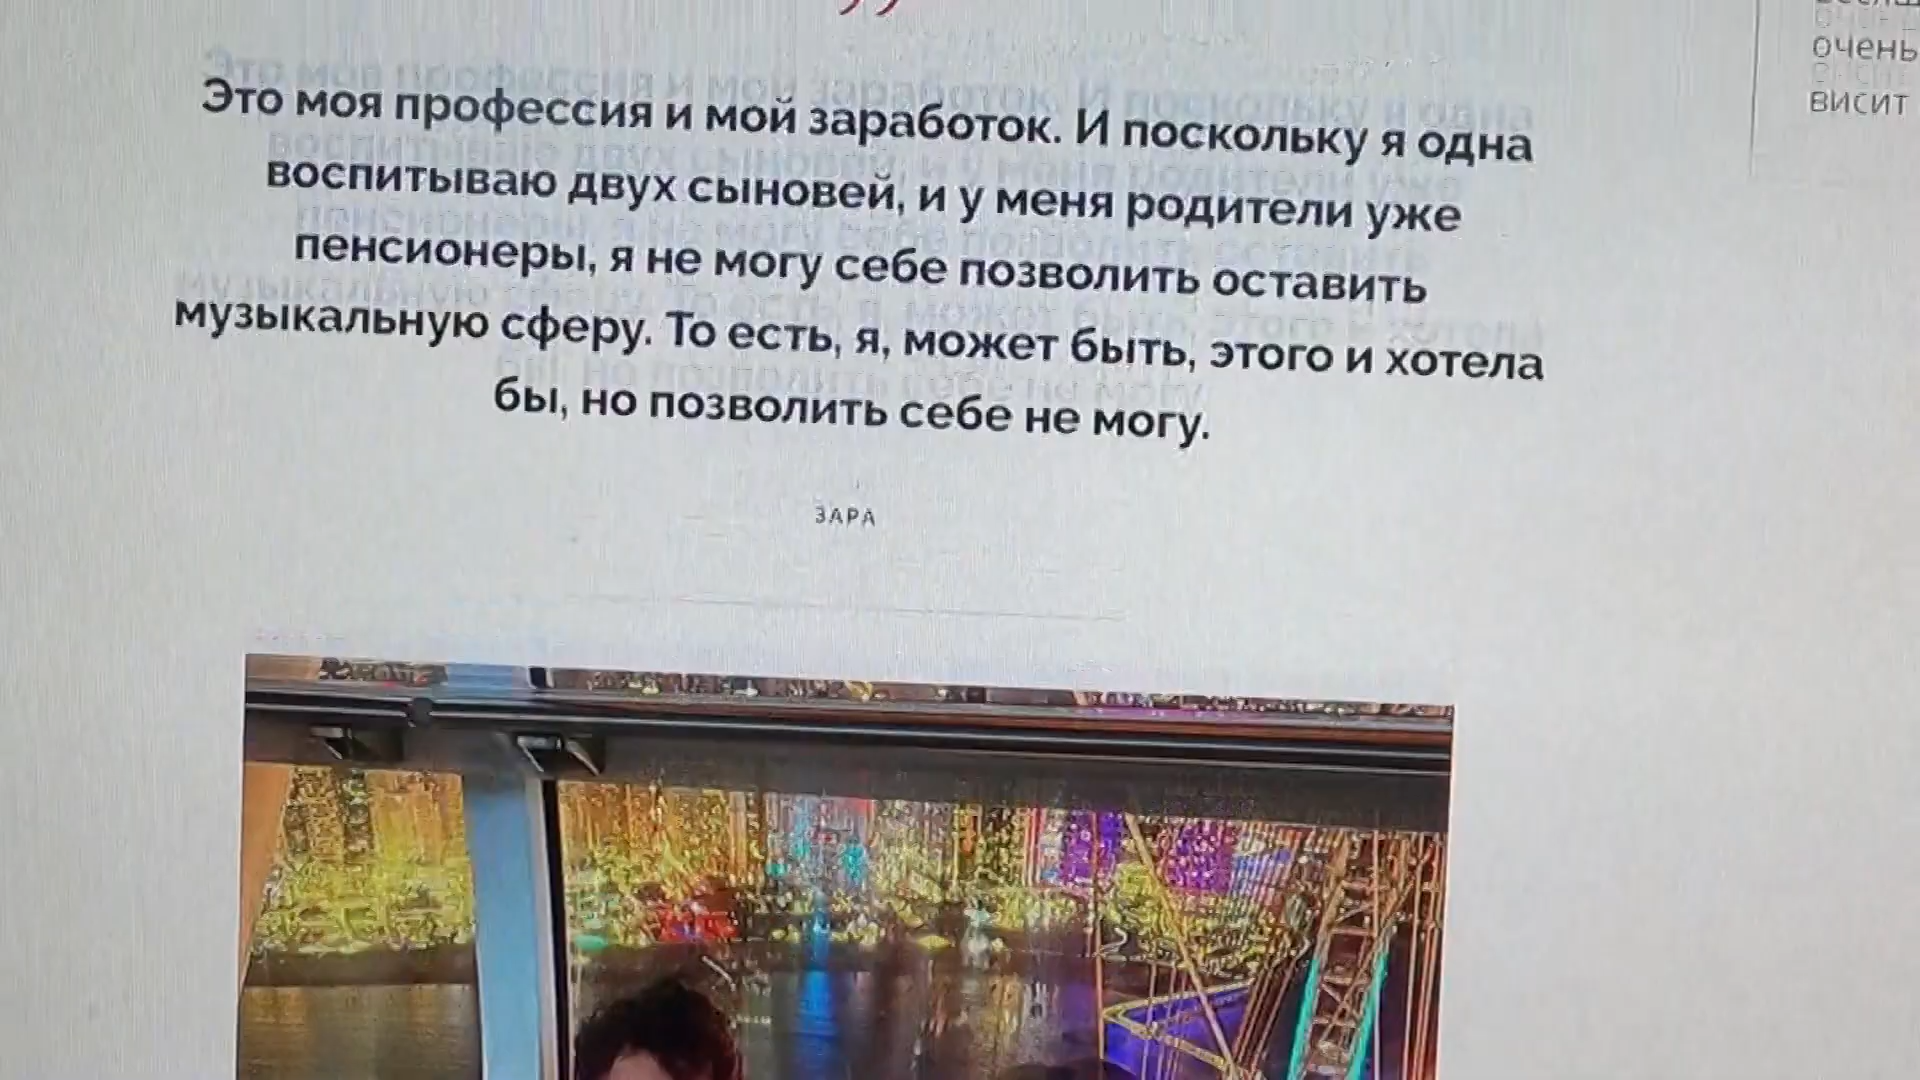 Это моя профессия и мой заработок. И поскольку я одна
воспитываю двух сыновей, и у меня родители уже
пенсионеры, я не могу себе позволить оставить
музыкальную сферу. То есть, я, может быть, этого и хотела
бы, но позволить себе не могу.
ЗАРА
очень
висит